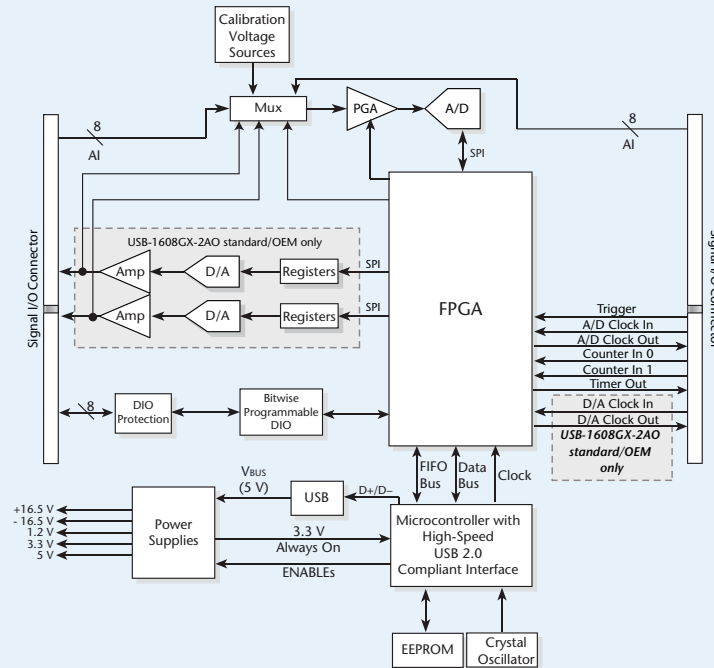 Calibration
Voltage
Sources
Mux
PGA
A/D
8
AI
8
AI
SPI
Signal I/O Connector
Signal I/O Connector
USB-1608GX-2AO standard/OEM only
Amp
D/A
Registers
SPI
Amp
D/A
Registers
SPI
FPGA
Trigger
A/D Clock In
A/D Clock Out
Counter In 0
Counter In 1
Timer Out
D/A Clock In
D/A Clock Out
USB-1608GX-2AO
standard/OEM
only
8
DIO
Protection
Bitwise
Programmable
DIO
FIFO
Bus
Data
Bus
Clock
VBUS
(5 V)
USB
D+/D–
+16.5 V
- 16.5 V
1.2 V
3.3 V
5 V
Power
Supplies
3.3 V
Always On
ENABLEs
Microcontroller with
High-Speed
USB 2.0
Compliant Interface
EEPROM
Crystal
Oscillator